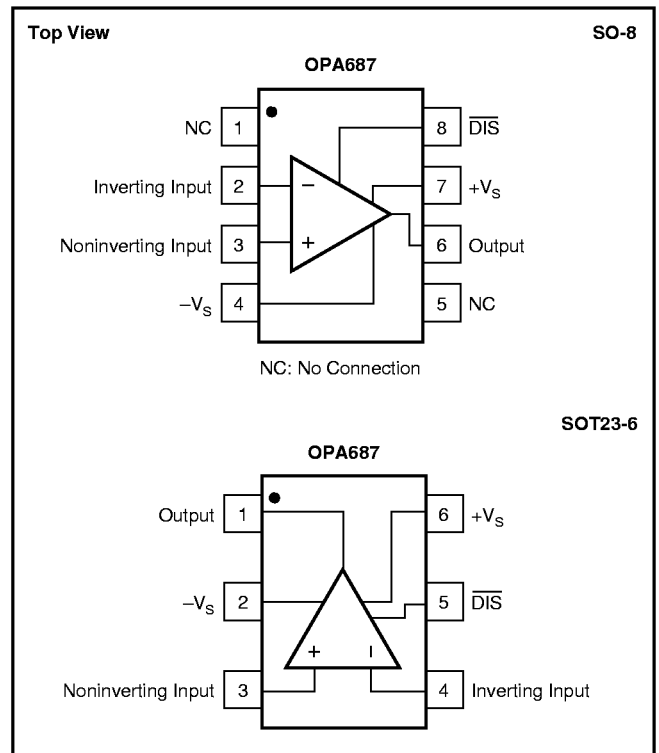 Top View SO-8
OPA687
NC 1 8 D̅I̅S̅
Inverting Input 2 − 7 +VS
Noninverting Input 3 + 6 Output
−VS 4 5 NC
NC: No Connection
SOT23-6
OPA687
Output 1 6 +VS
−VS 2 5 D̅I̅S̅
+ −
Noninverting Input 3 4 Inverting Input